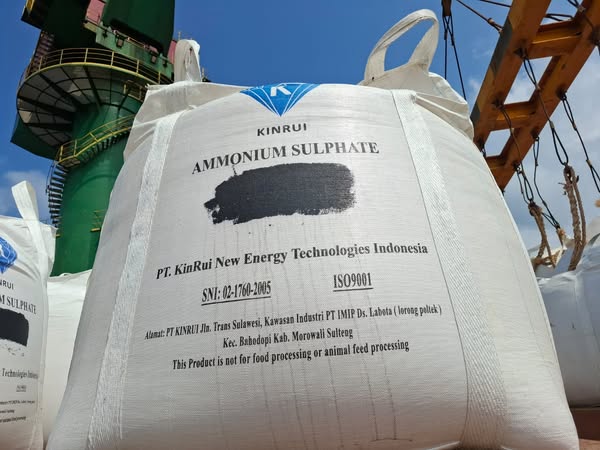 K
KINRUI
AMMONIUM SULPHATE
PT. KinRui New Energy Technologies Indonesia
SNI: 02-1760-2005
ISO9001
Alamat: PT KINRUI Jln. Trans Sulawesi, Kawasan Industri PT IMIP Ds. Labota ( lorong poltek )
Kec. Bahodopi Kab. Morowali Sulteng
This Product is not for food processing or animal feed processing
NRUI
M SULPHA
Technologies Indonesia